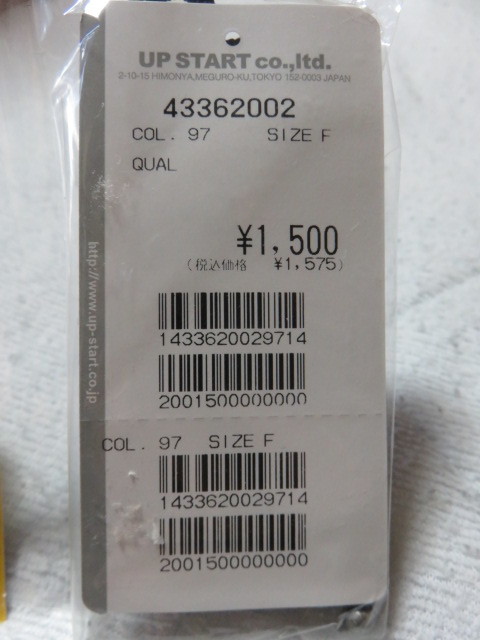 UP START co.,ltd.
2-10-15 HIMONYA,MEGURO-KU,TOKYO 152-0003 JAPAN
43362002
COL. 97 SIZE F
QUAL
¥1,500
(税込価格 ¥1,575)
http://www.up-start.co.jp
1433620029714
2001500000000
COL. 97 SIZE F
1433620029714
2001500000000